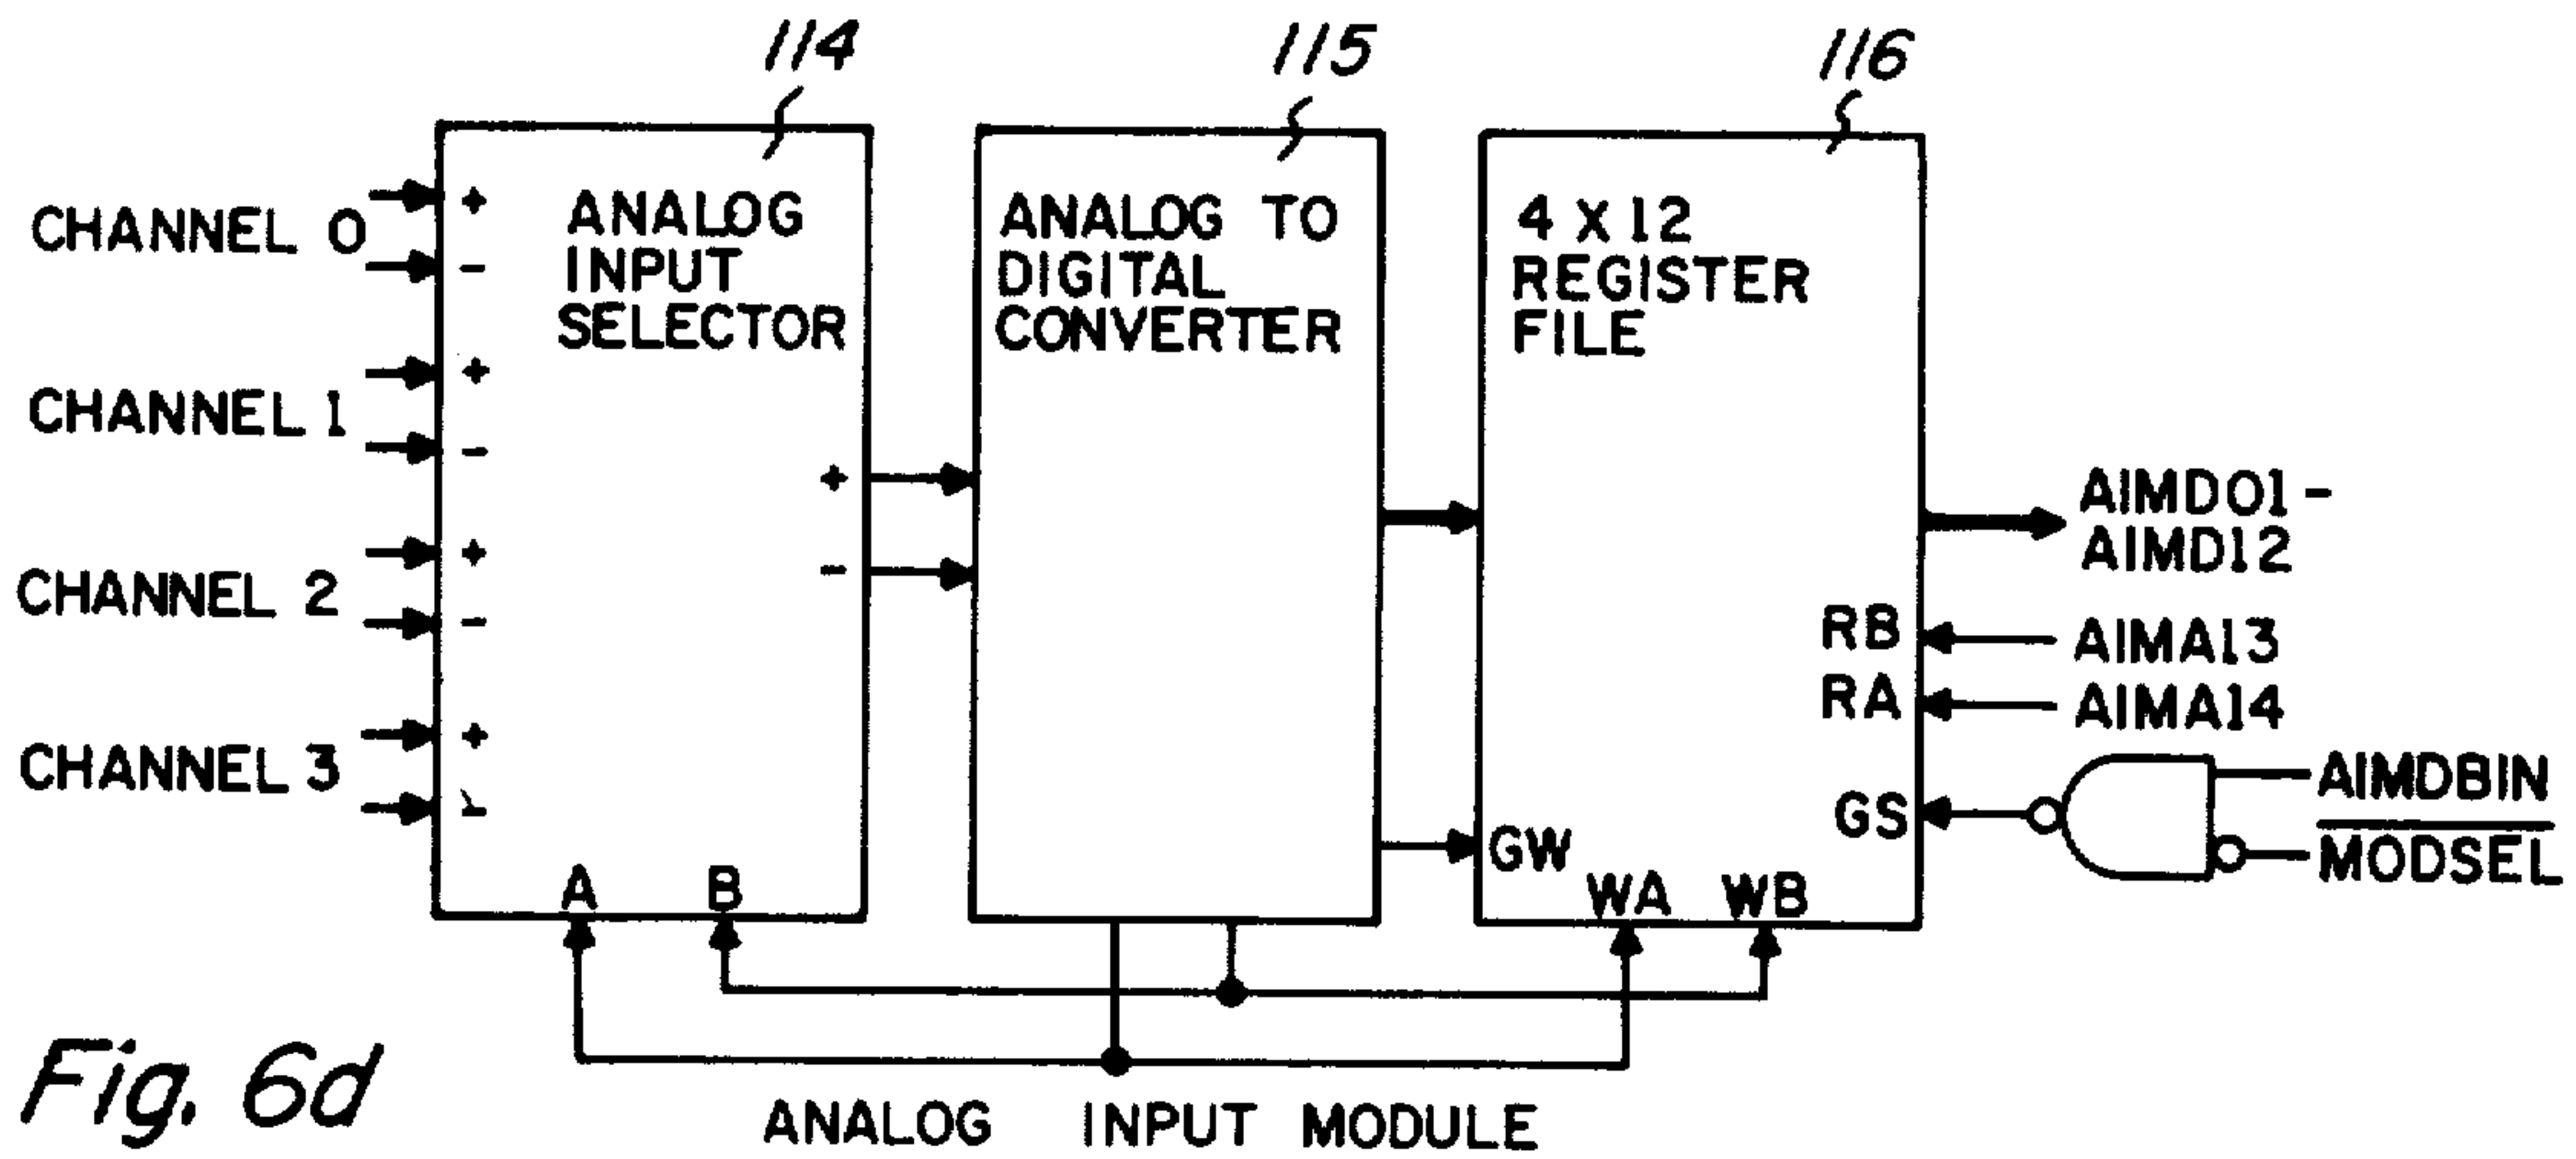 114
115
116
CHANNEL 0
CHANNEL 1
CHANNEL 2
CHANNEL 3
+
-
+
-
+
-
+
-
ANALOG
INPUT
SELECTOR
+
-
A B
ANALOG TO
DIGITAL
CONVERTER
4 X 12
REGISTER
FILE
RB
RA
GS
GW
WA WB
AIMD01-
AIMD12
AIMA13
AIMA14
AIMDBIN
MODSEL
Fig. 6d
ANALOG INPUT MODULE